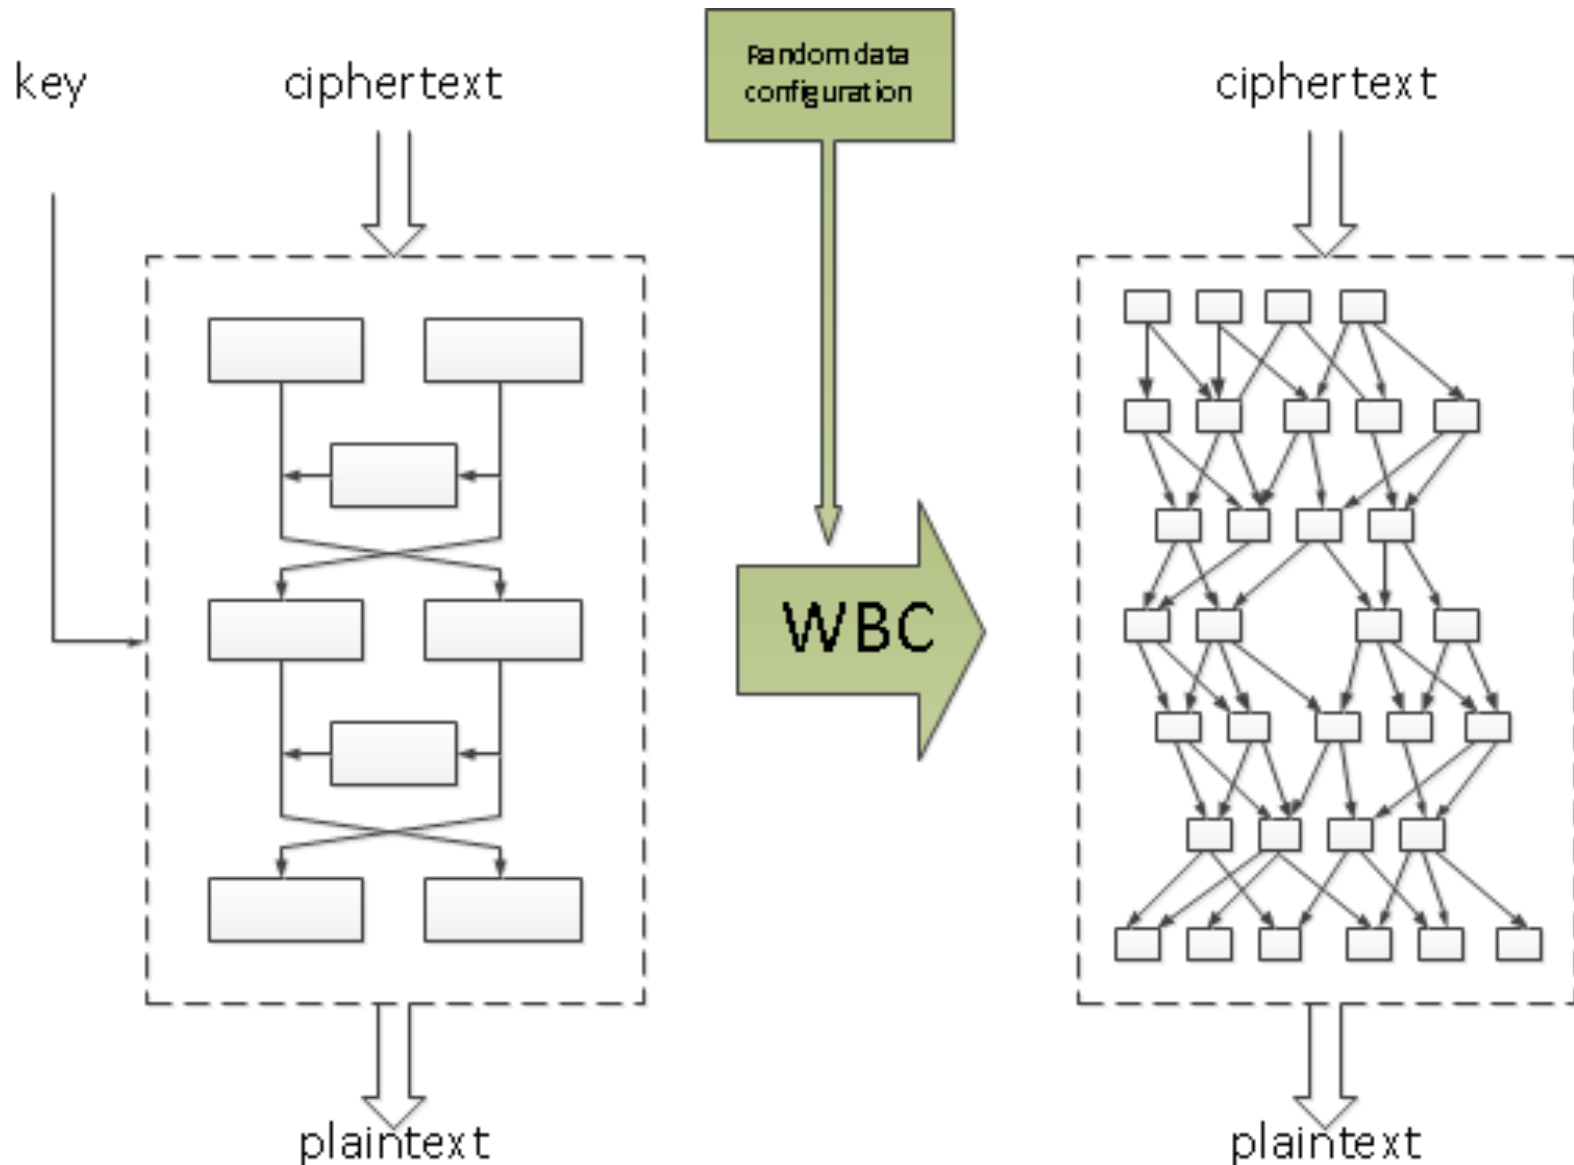 key
ciphertext
Random data
configuration
ciphertext
WBC
plaintext
plaintext